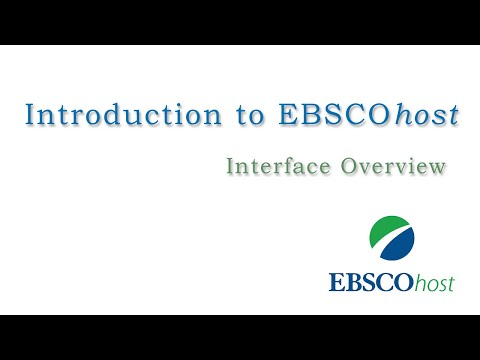 Introduction to EBSCOhost
Interface Overview
EBSCOhost